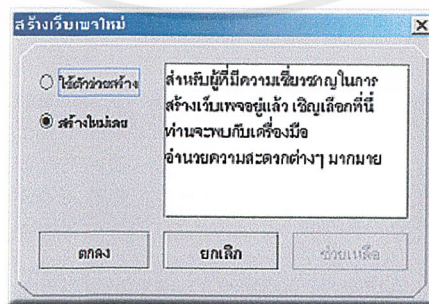 สร้างเว็บเพจใหม่
ใช้ตัวช่วยสร้าง
สร้างใหม่เลย
สำหรับผู้ที่มีความเชี่ยวชาญในการ
สร้างเว็บเพจอยู่แล้ว เชิญเลือกที่นี่
ท่านจะพบกับเครื่องมือ
อำนวยความสะดวกต่างๆ มากมาย
ตกลง
ยกเลิก
ช่วยเหลือ